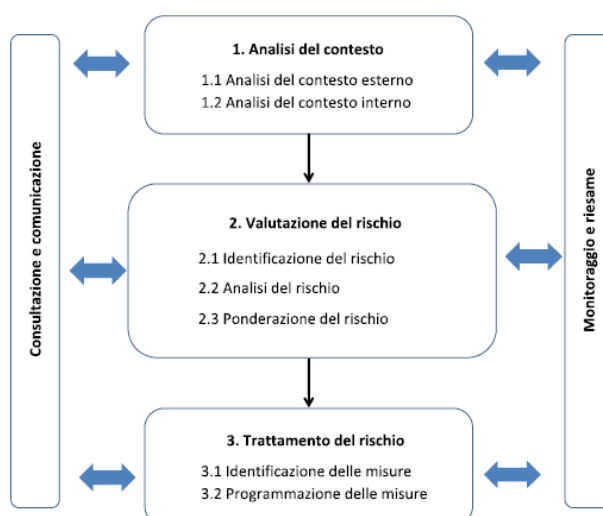 Consultazione e comunicazione
1. Analisi del contesto
1.1 Analisi del contesto esterno
1.2 Analisi del contesto interno
2. Valutazione del rischio
2.1 Identificazione del rischio
2.2 Analisi del rischio
2.3 Ponderazione del rischio
3. Trattamento del rischio
3.1 Identificazione delle misure
3.2 Programmazione delle misure
Monitoraggio e riesame